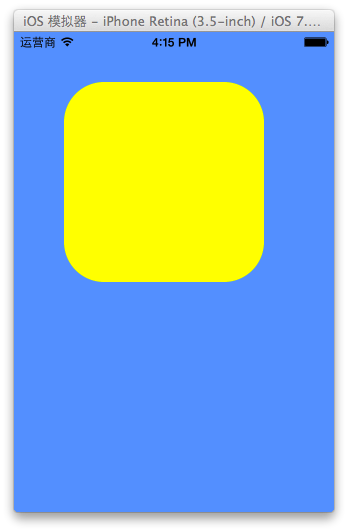 iOS 模拟器 – iPhone Retina (3.5-inch) / iOS 7....
运营商 4:15 PM